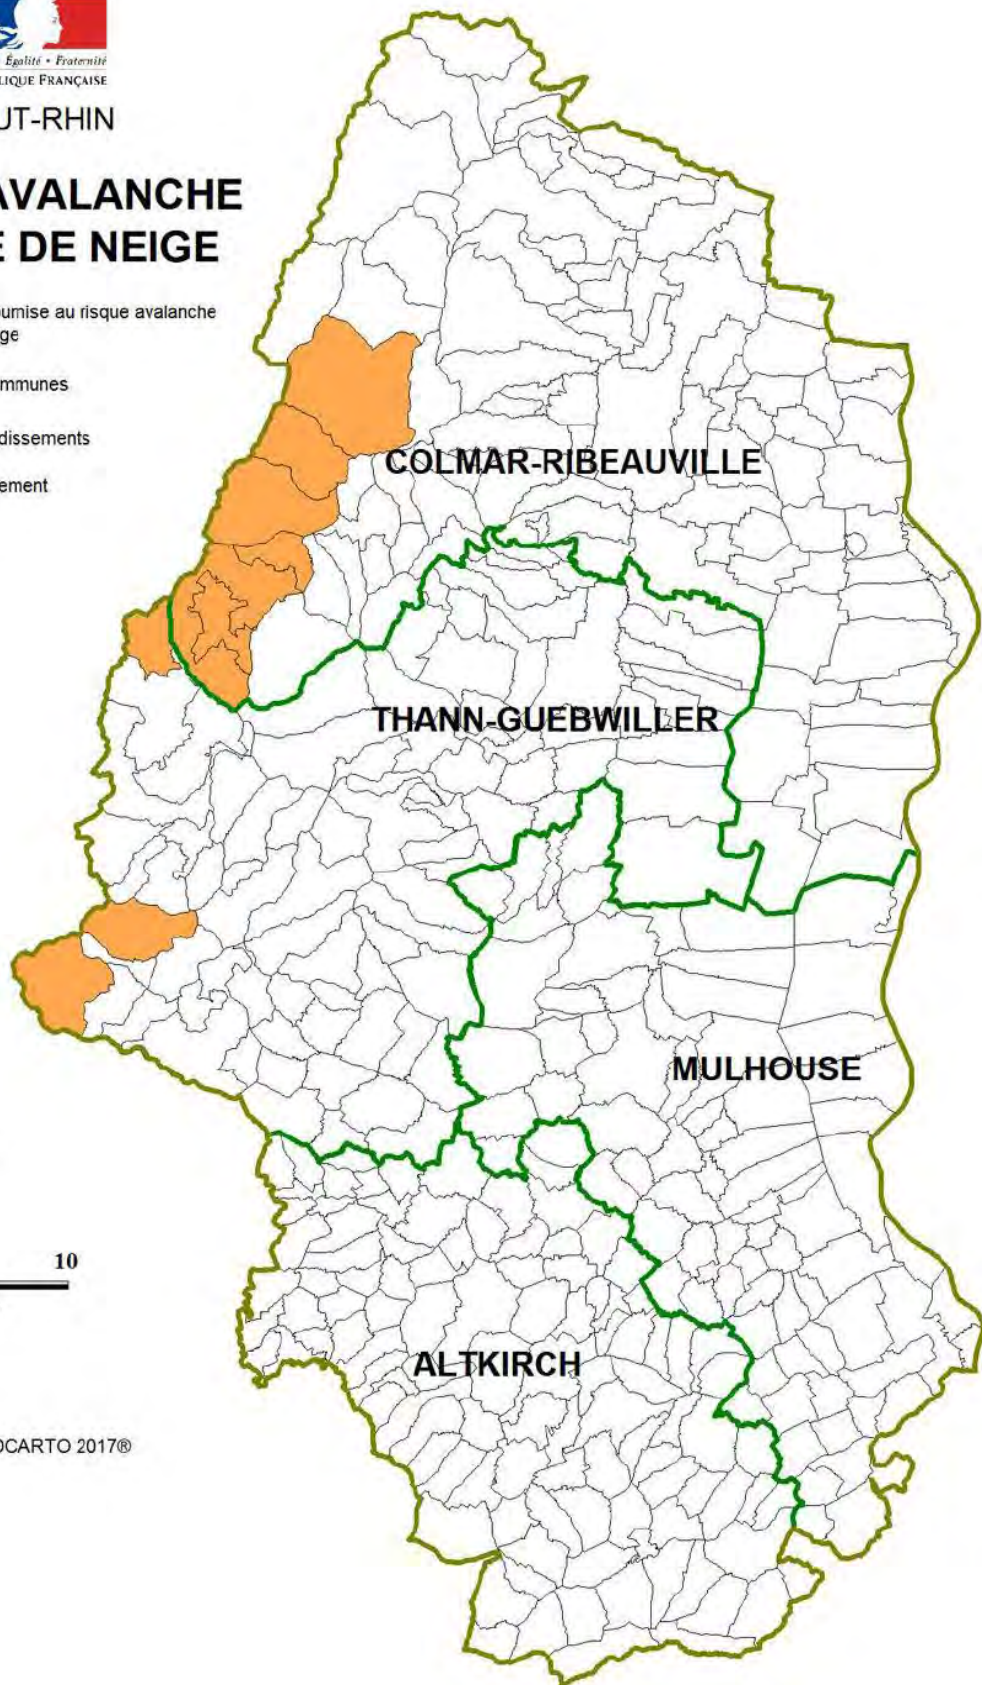 Égalité • Fraternité
LIQUE FRANÇAISE
UT-RHIN
AVALANCHE
E DE NEIGE
oumise au risque avalanche
ge
mmunes
dissements
ement
COLMAR-RIBEAUVILLE
THANN-GUEBWILLER
MULHOUSE
10
ALTKIRCH
OCARTO 2017®